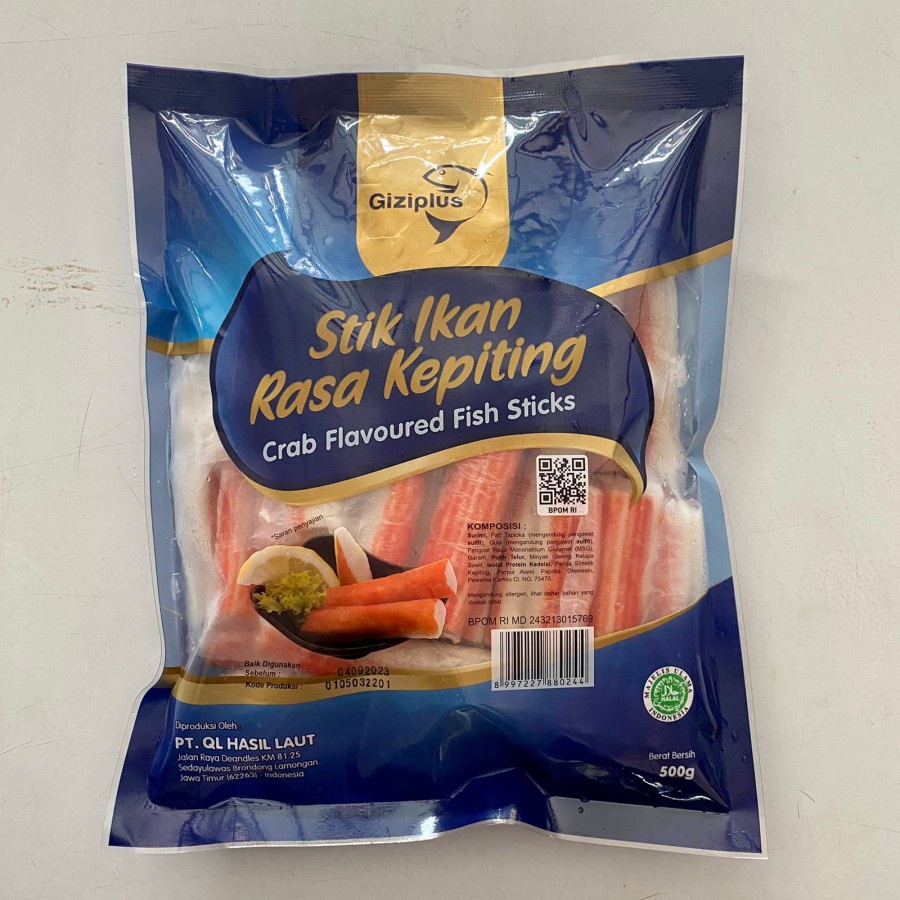 Giziplus
Stik Ikan
Rasa Kepiting
Crab Flavoured Fish Sticks
BPOM RI
*Saran penyajian
KOMPOSISI :
Surimi, Pati Tapioka (mengandung pengawet
sulfit), Gula (mengandung pengawet sulfit),
Penguat Rasa Mononatrium Glutamat (MSG),
Garam, Putih Telur, Minyak Goreng Kelapa
Sawit, Isolat Protein Kedelai, Perisa Sintetik
Kepiting, Perisa Alami Paprika Oleoresin,
Pewarna Karmin CI. NO. 75470.
Mengandung alergen, lihat daftar bahan yang
dicetak tebal.
BPOM RI MD 243213015769
8 997227 880244
Baik Digunakan
Sebelum : 04092023
Kode Produksi : 0105032201
MAJELIS ULAMA
HALAL
INDONESIA
Diproduksi Oleh :
PT. QL HASIL LAUT
Jalan Raya Deandles KM 81.25
Sedayulawas Brondong Lamongan
Jawa Timur (62263) - Indonesia
Berat Bersih
500g